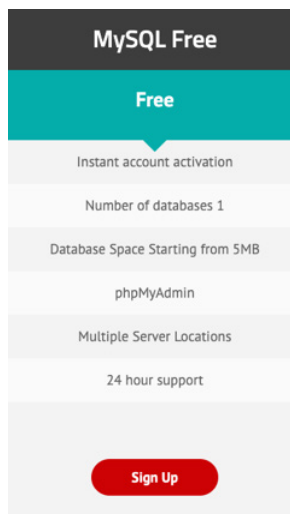 MySQL Free
Free
Instant account activation
Number of databases 1
Database Space Starting from 5MB
phpMyAdmin
Multiple Server Locations
24 hour support
Sign Up